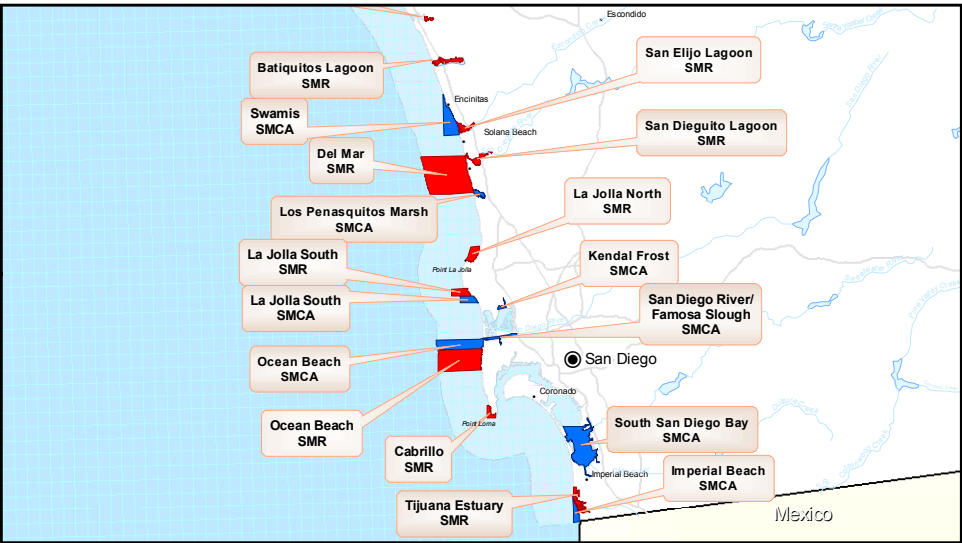 Escondido
San Elijo Lagoon
SMR
Batiquitos Lagoon
SMR
Encinitas
Swamis
SMCA
Solana Beach
San Dieguito Lagoon
SMR
Del Mar
SMR
La Jolla North
SMR
Los Penasquitos Marsh
SMCA
La Jolla South
SMR
Point La Jolla
Kendal Frost
SMCA
La Jolla South
SMCA
San Diego River/
Famosa Slough
SMCA
Ocean Beach
SMCA
San Diego
Coronado
Ocean Beach
SMR
Point Loma
South San Diego Bay
SMCA
Cabrillo
SMR
Imperial Beach
Imperial Beach
SMCA
Tijuana Estuary
SMR
Mexico